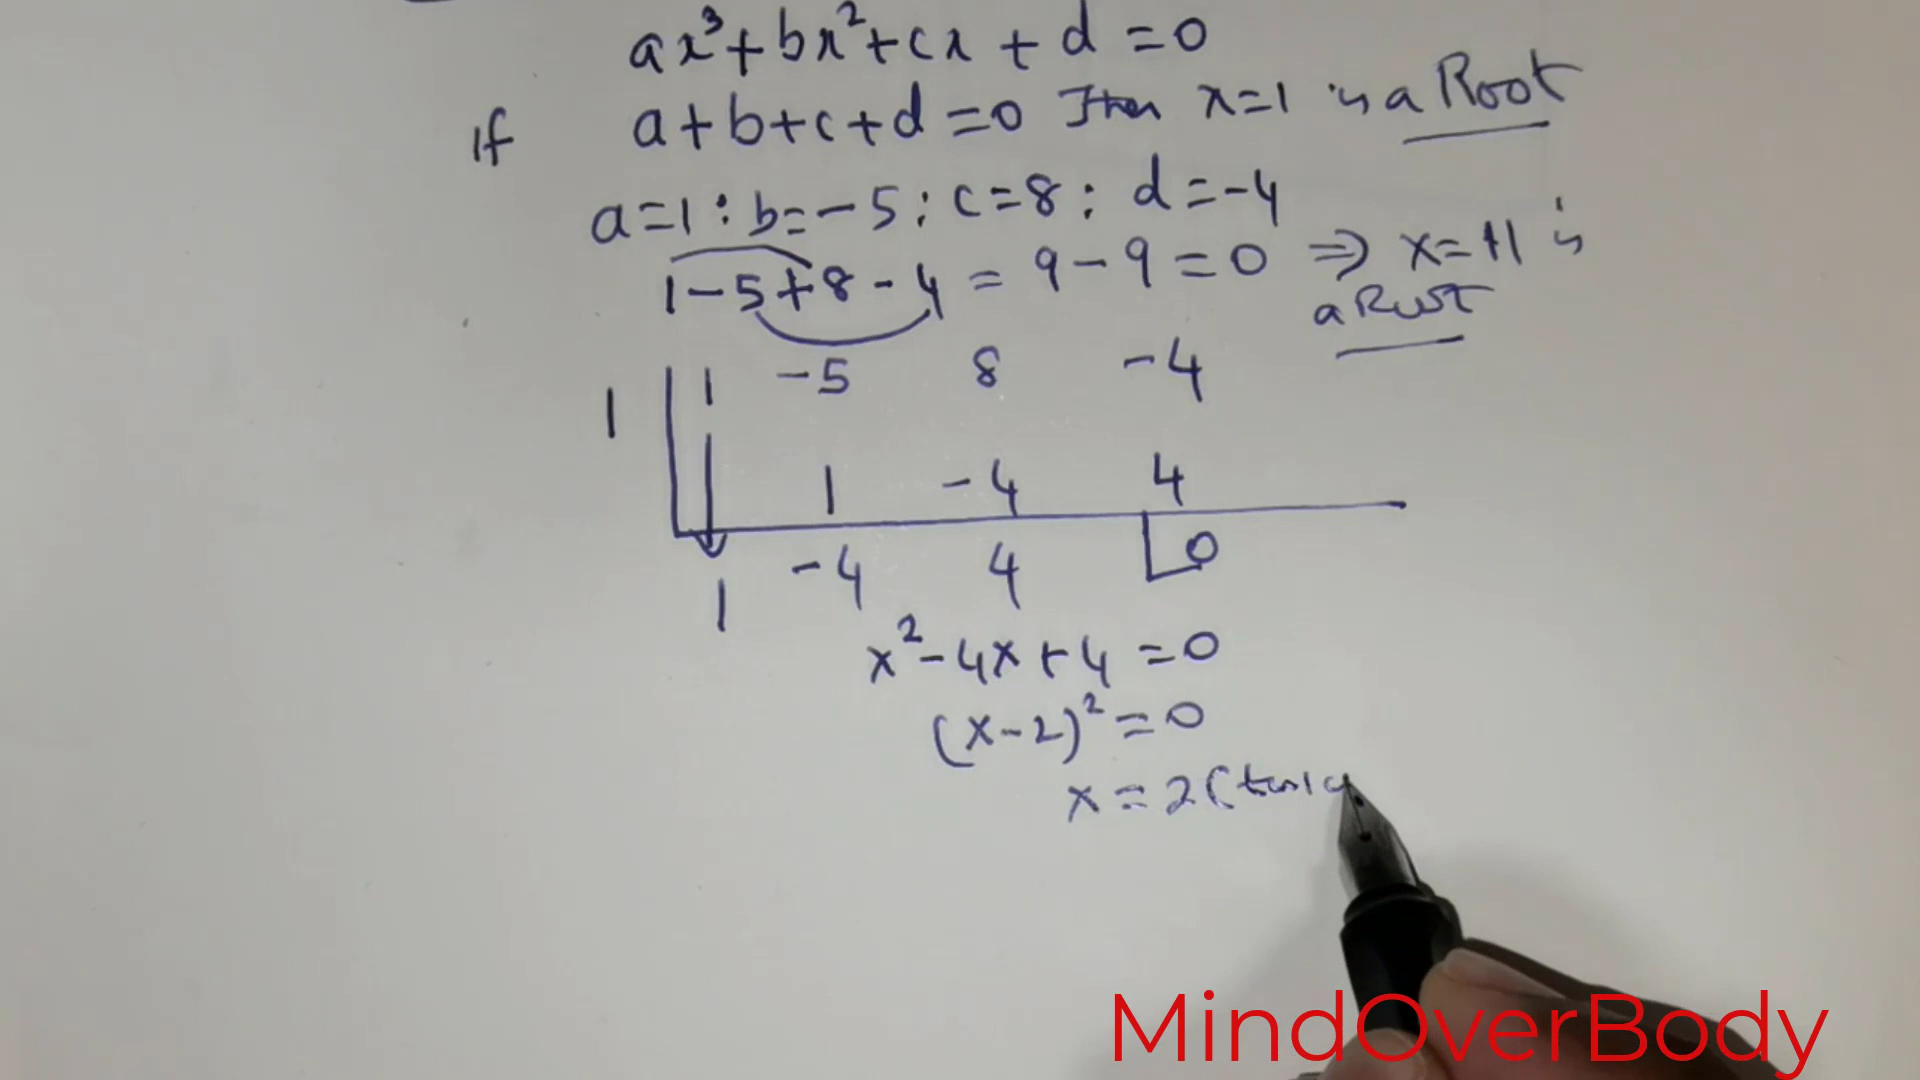 ax³+bx²+cx+d=0
If a+b+c+d=0 Then x=1 is a Root
a=1 : b=-5 ; c=8 ; d=-4
1-5+8-4 = 9-9=0 ⇒ x=+1 is
a Root
1 1 -5 8 -4
1 -4 4
1 -4 4 0
x²-4x+4=0
(x-2)²=0
x=2(
MindOverBody